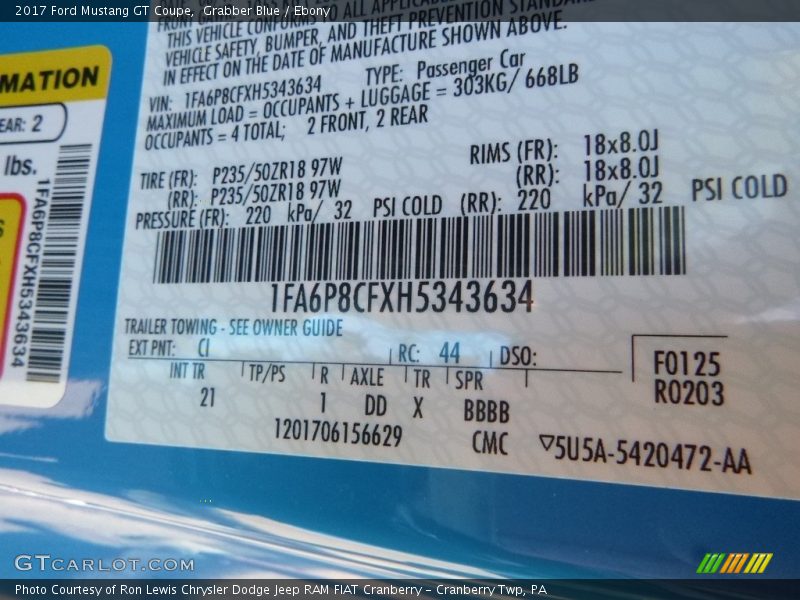 2017 Ford Mustang GT Coupe, Grabber Blue / Ebony
TO ALL APPLICABLE
THIS VEHICLE CONFORMS
VEHICLE SAFETY, BUMPER, AND THEFT PREVENTION STANDARDS
IN EFFECT ON THE DATE OF MANUFACTURE SHOWN ABOVE.
VIN: 1FA6P8CFXH5343634 TYPE: Passenger Car
MAXIMUM LOAD = OCCUPANTS + LUGGAGE = 303KG/ 668LB
OCCUPANTS = 4 TOTAL; 2 FRONT, 2 REAR
TIRE (FR): P235/50ZR18 97W RIMS (FR): 18x8.0J
(RR): P235/50ZR18 97W (RR): 18x8.0J
PRESSURE (FR): 220 kPa/ 32 PSI COLD (RR): 220 kPa/ 32 PSI COLD
1FA6P8CFXH5343634
TRAILER TOWING - SEE OWNER GUIDE
EXT PNT: CI RC: 44 DSO:
INT TR TP/PS R AXLE TR SPR
21 1 DD X BBBB
F0125
R0203
1201706156629 CMC ▽5U5A-5420472-AA
MATION
EAR: 2
lbs.
1FA6P8CFXH5343634
GTCARLOT.COM
Photo Courtesy of Ron Lewis Chrysler Dodge Jeep RAM FIAT Cranberry – Cranberry Twp, PA